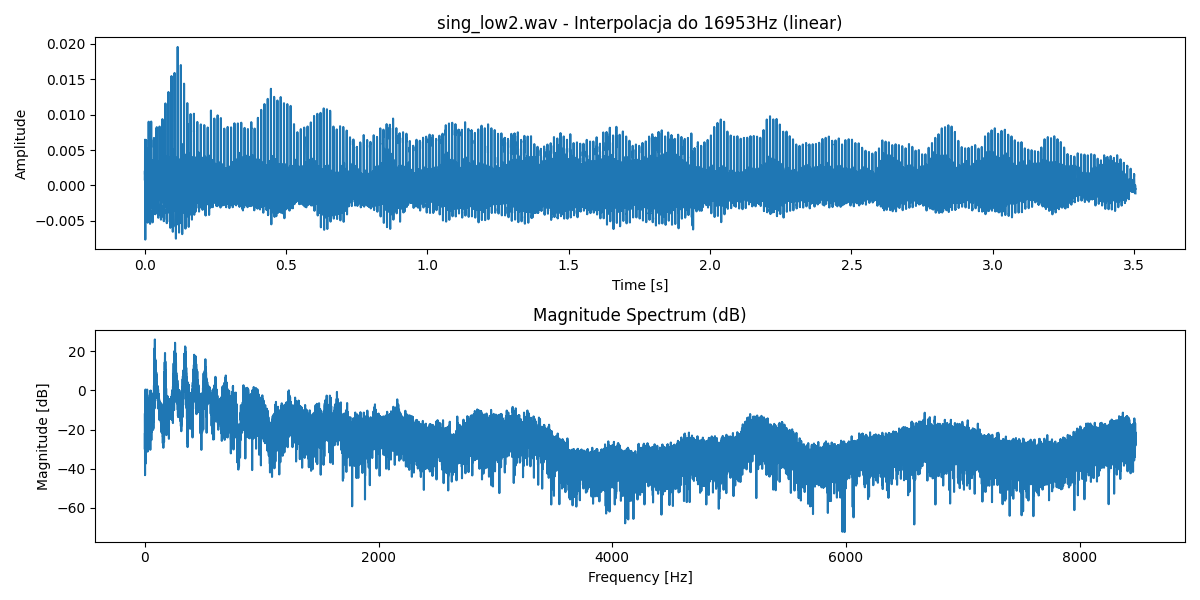 sing_low2.wav - Interpolacja do 16953Hz (linear)
0.020
0.015
0.010
0.005
0.000
−0.005
Amplitude
0.0 0.5 1.0 1.5 2.0 2.5 3.0 3.5
Time [s]
Magnitude Spectrum (dB)
20
0
−20
−40
−60
Magnitude [dB]
0 2000 4000 6000 8000
Frequency [Hz]